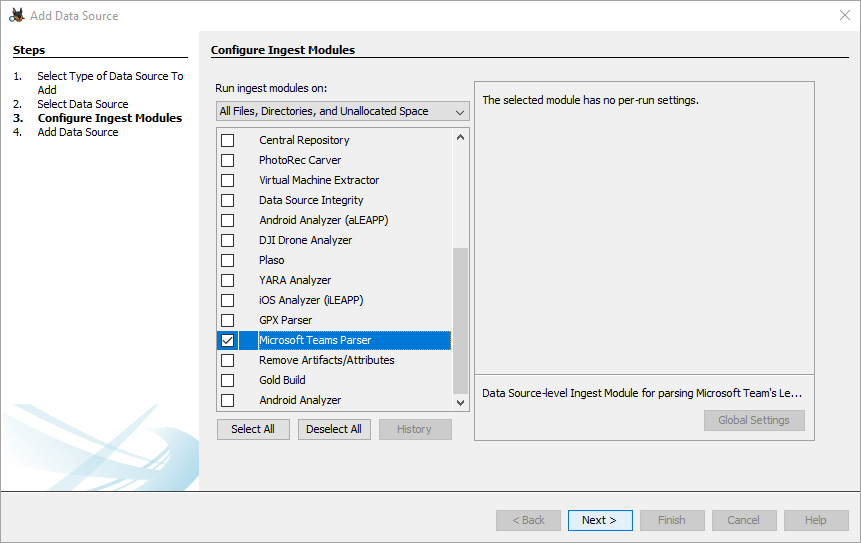 Add Data Source
Steps
1. Select Type of Data Source To
Add
2. Select Data Source
3. Configure Ingest Modules
4. Add Data Source
Configure Ingest Modules
Run ingest modules on:
All Files, Directories, and Unallocated Space
Central Repository
PhotoRec Carver
Virtual Machine Extractor
Data Source Integrity
Android Analyzer (aLEAPP)
DJI Drone Analyzer
Plaso
YARA Analyzer
iOS Analyzer (iLEAPP)
GPX Parser
Microsoft Teams Parser
Remove Artifacts/Attributes
Gold Build
Android Analyzer
Select All Deselect All History
The selected module has no per-run settings.
Data Source-level Ingest Module for parsing Microsoft Team's Le...
Global Settings
< Back Next > Finish Cancel Help